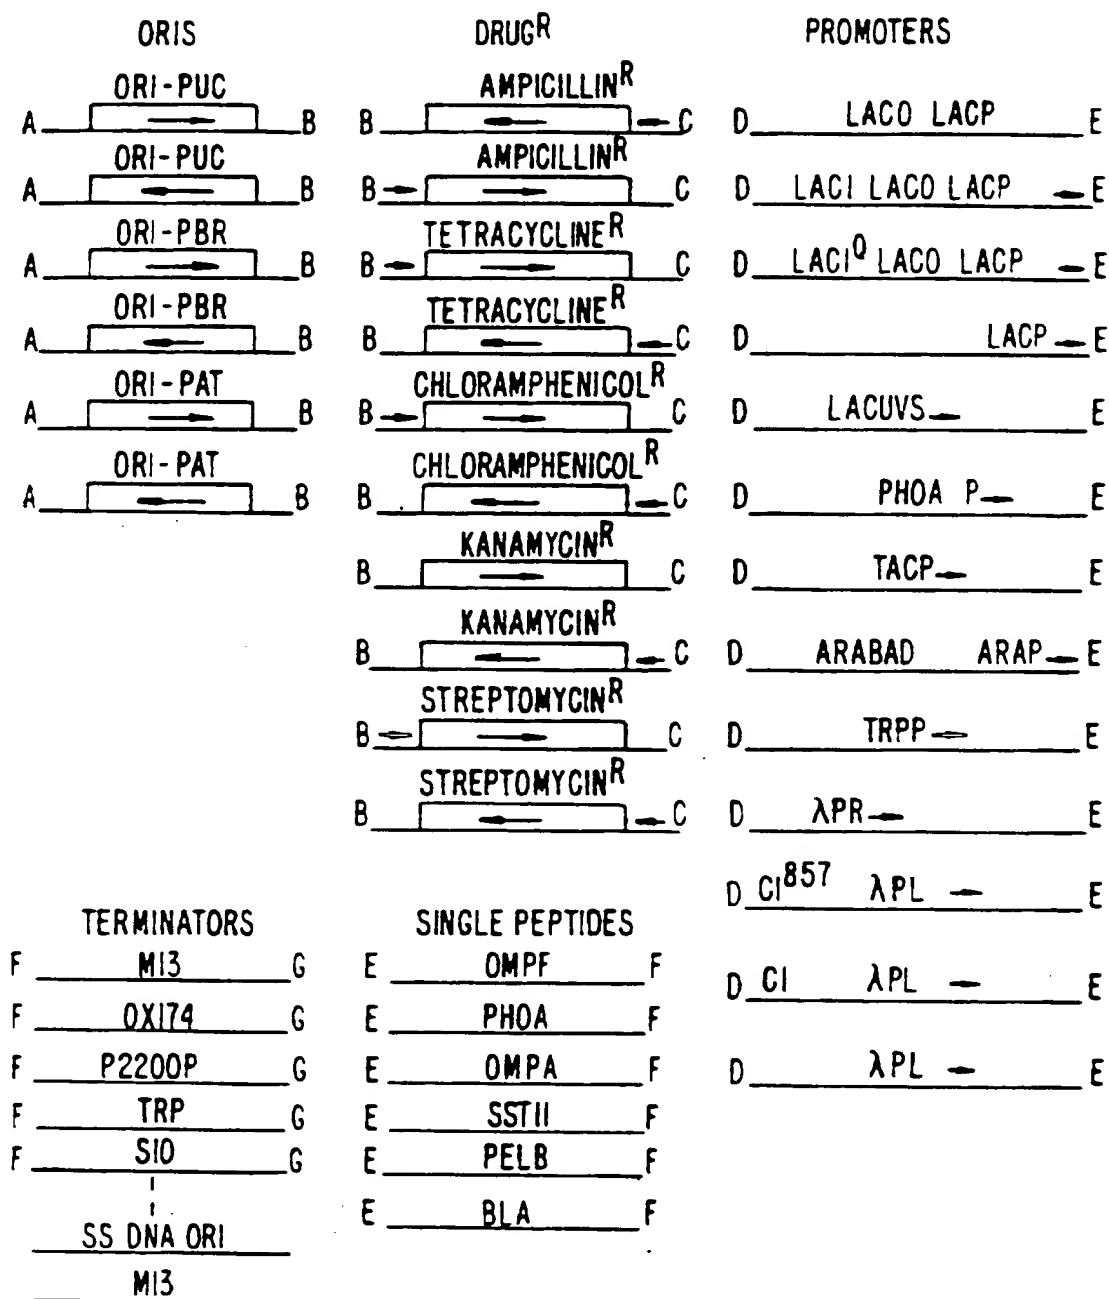 ORIS
ORI-PUC
A B
ORI-PUC
A B
ORI-PBR
A B
ORI-PBR
A B
ORI-PAT
A B
ORI-PAT
A B
DRUGR
AMPICILLINR
B C
AMPICILLINR
B C
TETRACYCLINER
B C
TETRACYCLINER
B C
CHLORAMPHENICOLR
B C
CHLORAMPHENICOLR
B C
KANAMYCINR
B C
KANAMYCINR
B C
STREPTOMYCINR
B C
STREPTOMYCINR
B C
PROMOTERS
D LACO LACP E
D LACI LACO LACP E
D LACIQ LACO LACP E
D LACP E
D LACUVS E
D PHOA P E
D TACP E
D ARABAD ARAP E
D TRPP E
D λPR E
D CI857 λPL E
D CI λPL E
D λPL E
TERMINATORS
F M13 G
F OX174 G
F P22OOP G
F TRP G
F S10 G
SS DNA ORI
M13
SINGLE PEPTIDES
E OMPF F
E PHOA F
E OMPA F
E SSTII F
E PELB F
E BLA F